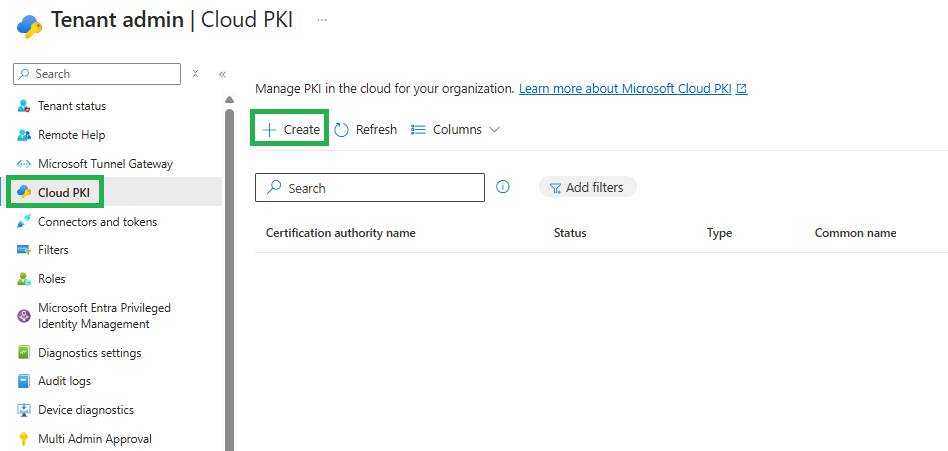 Tenant admin | Cloud PKI ...
Search
Tenant status
Remote Help
Microsoft Tunnel Gateway
Cloud PKI
Connectors and tokens
Filters
Roles
Microsoft Entra Privileged
Identity Management
Diagnostics settings
Audit logs
Device diagnostics
Multi Admin Approval
Manage PKI in the cloud for your organization. Learn more about Microsoft Cloud PKI
Create Refresh Columns
Search Add filters
Certification authority name Status Type Common name